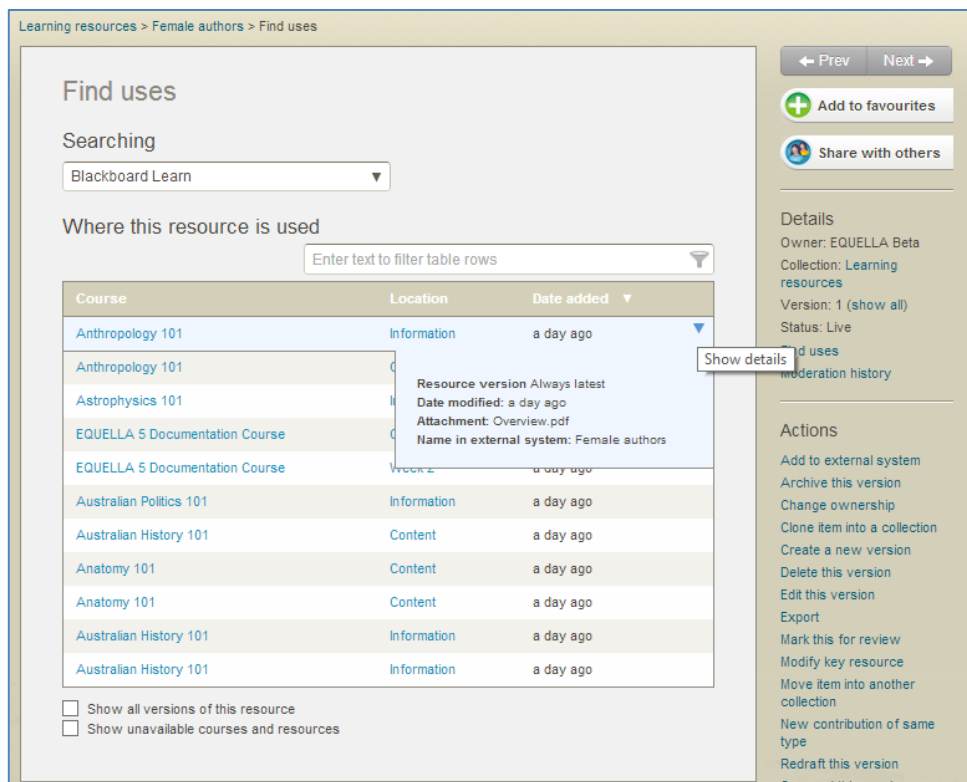 Learning resources > Female authors > Find uses
Find uses
Searching
Blackboard Learn
Where this resource is used
Enter text to filter table rows
Course Location Date added
Anthropology 101 Information a day ago
Show details
Anthropology 101
Astrophysics 101
EQUELLA 5 Documentation Course
Resource version Always latest
Date modified: a day ago
Attachment: Overview.pdf
Name in external system: Female authors
EQUELLA 5 Documentation Course Week 2 a day ago
Australian Politics 101 Information a day ago
Australian History 101 Content a day ago
Anatomy 101 Content a day ago
Anatomy 101 Content a day ago
Australian History 101 Information a day ago
Australian History 101 Information a day ago
Show all versions of this resource
Show unavailable courses and resources
Prev Next
Add to favourites
Share with others
Details
Owner: EQUELLA Beta
Collection: Learning
resources
Version: 1 (show all)
Status: Live
uses
Moderation history
Actions
Add to external system
Archive this version
Change ownership
Clone item into a collection
Create a new version
Delete this version
Edit this version
Export
Mark this for review
Modify key resource
Move item into another
collection
New contribution of same
type
Redraft this version